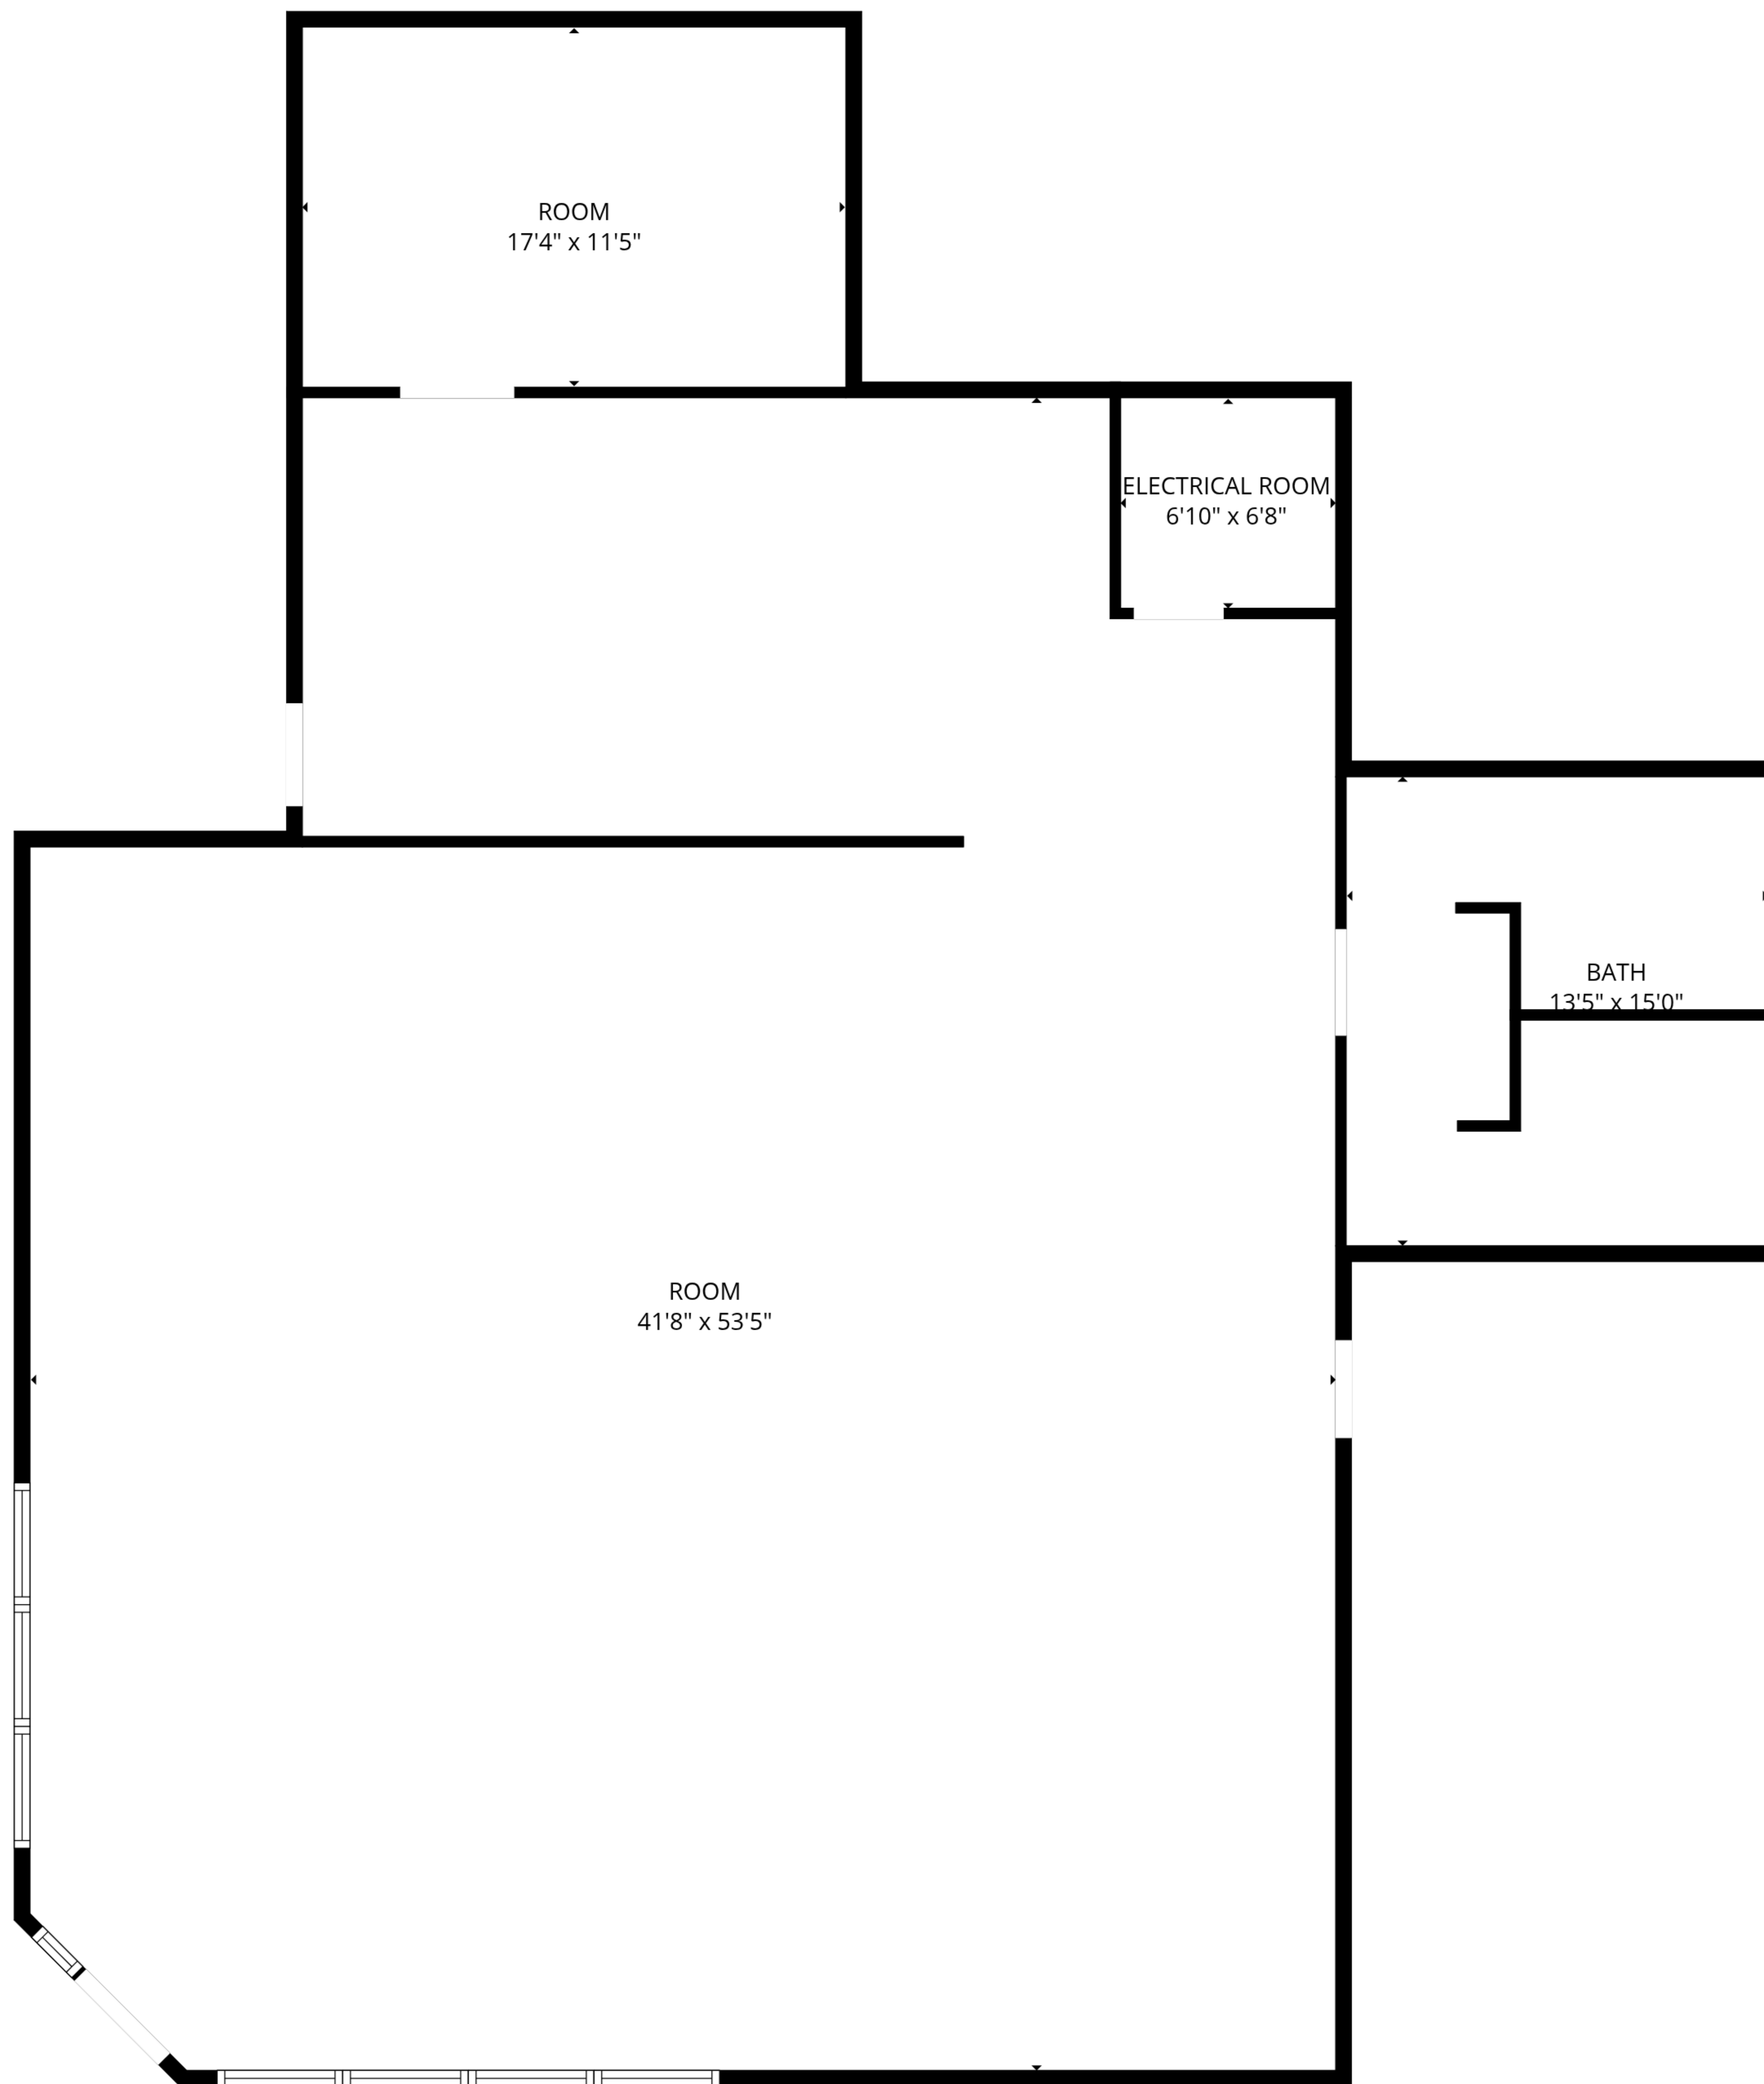 ROOM
17'4" x 11'5"
ELECTRICAL ROOM
6'10" x 6'8"
BATH
13'5" x 15'0"
ROOM
41'8" x 53'5"